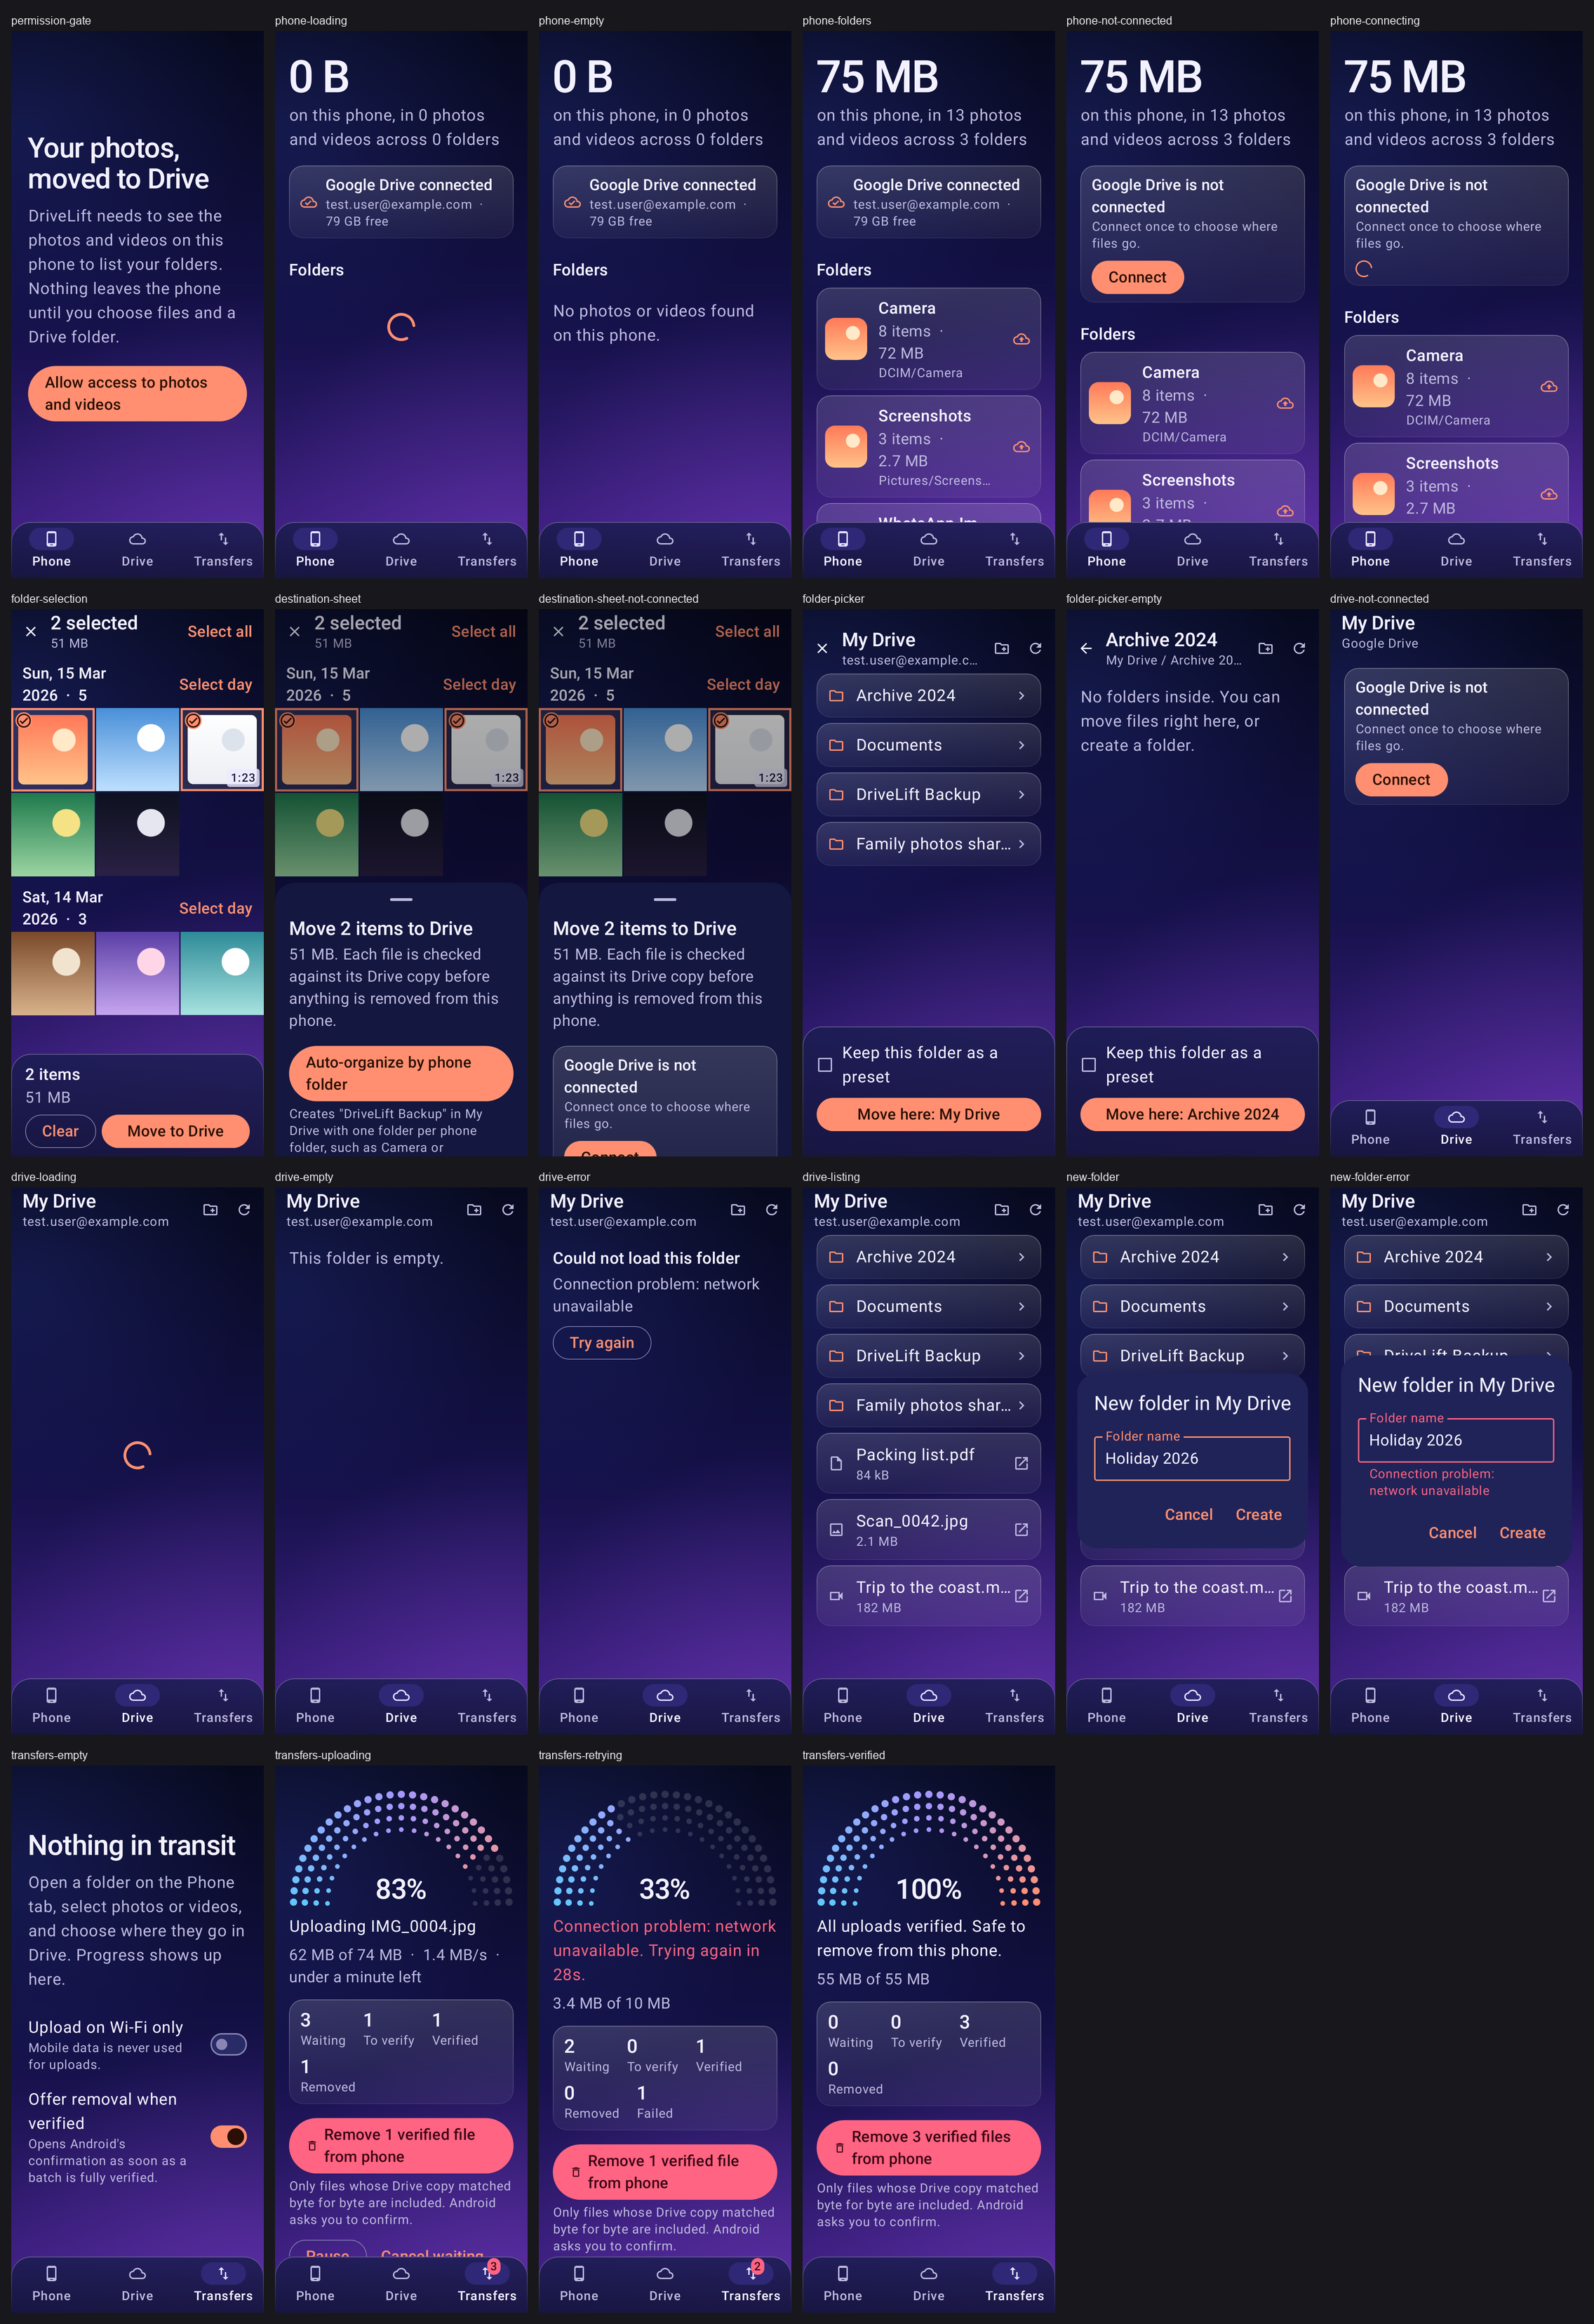 permission-gate
Your photos,
moved to Drive
DriveLift needs to see the
photos and videos on this
phone to list your folders.
Nothing leaves the phone
until you choose files and a
Drive folder.
Allow access to photos
and videos
Phone
Drive
Transfers
phone-loading
0 B
on this phone, in 0 photos
and videos across 0 folders
Google Drive connected
test.user@example.com ·
79 GB free
Folders
Phone
Drive
Transfers
phone-empty
0 B
on this phone, in 0 photos
and videos across 0 folders
Google Drive connected
test.user@example.com ·
79 GB free
Folders
No photos or videos found
on this phone.
Phone
Drive
Transfers
phone-folders
75 MB
on this phone, in 13 photos
and videos across 3 folders
Google Drive connected
test.user@example.com ·
79 GB free
Folders
Camera
8 items ·
72 MB
DCIM/Camera
Screenshots
3 items ·
2.7 MB
Pictures/Screens…
WhatsApp Im
Phone
Drive
Transfers
phone-not-connected
75 MB
on this phone, in 13 photos
and videos across 3 folders
Google Drive is not
connected
Connect once to choose where
files go.
Connect
Folders
Camera
8 items ·
72 MB
DCIM/Camera
Screenshots
3 items ·
2.7 MB
Phone
Drive
Transfers
phone-connecting
75 MB
on this phone, in 13 photos
and videos across 3 folders
Google Drive is not
connected
Connect once to choose where
files go.
Folders
Camera
8 items ·
72 MB
DCIM/Camera
Screenshots
3 items ·
2.7 MB
Phone
Drive
Transfers
folder-selection
2 selected
51 MB
Select all
Sun, 15 Mar
2026 · 5
Select day
1:23
Sat, 14 Mar
2026 · 3
Select day
2 items
51 MB
Clear
Move to Drive
destination-sheet
2 selected
51 MB
Select all
Sun, 15 Mar
2026 · 5
Select day
1:23
Move 2 items to Drive
51 MB. Each file is checked
against its Drive copy before
anything is removed from this
phone.
Auto-organize by phone
folder
Creates "DriveLift Backup" in My
Drive with one folder per phone
folder, such as Camera or
destination-sheet-not-connected
2 selected
51 MB
Select all
Sun, 15 Mar
2026 · 5
Select day
1:23
Move 2 items to Drive
51 MB. Each file is checked
against its Drive copy before
anything is removed from this
phone.
Google Drive is not
connected
Connect once to choose where
files go.
Connect
folder-picker
My Drive
test.user@example.c…
Archive 2024
Documents
DriveLift Backup
Family photos shar…
Keep this folder as a
preset
Move here: My Drive
folder-picker-empty
Archive 2024
My Drive / Archive 20…
No folders inside. You can
move files right here, or
create a folder.
Keep this folder as a
preset
Move here: Archive 2024
drive-not-connected
My Drive
Google Drive
Google Drive is not
connected
Connect once to choose where
files go.
Connect
Phone
Drive
Transfers
drive-loading
My Drive
test.user@example.com
Phone
Drive
Transfers
drive-empty
My Drive
test.user@example.com
This folder is empty.
Phone
Drive
Transfers
drive-error
My Drive
test.user@example.com
Could not load this folder
Connection problem: network
unavailable
Try again
Phone
Drive
Transfers
drive-listing
My Drive
test.user@example.com
Archive 2024
Documents
DriveLift Backup
Family photos shar…
Packing list.pdf
84 kB
Scan_0042.jpg
2.1 MB
Trip to the coast.m…
182 MB
Phone
Drive
Transfers
new-folder
My Drive
test.user@example.com
Archive 2024
Documents
DriveLift Backup
New folder in My Drive
Folder name
Holiday 2026
Cancel
Create
Trip to the coast.m…
182 MB
Phone
Drive
Transfers
new-folder-error
My Drive
test.user@example.com
Archive 2024
Documents
DriveLift Backup
New folder in My Drive
Folder name
Holiday 2026
Connection problem:
network unavailable
Cancel
Create
Trip to the coast.m…
182 MB
Phone
Drive
Transfers
transfers-empty
Nothing in transit
Open a folder on the Phone
tab, select photos or videos,
and choose where they go in
Drive. Progress shows up
here.
Upload on Wi-Fi only
Mobile data is never used
for uploads.
Offer removal when
verified
Opens Android's
confirmation as soon as a
batch is fully verified.
Phone
Drive
Transfers
transfers-uploading
83%
Uploading IMG_0004.jpg
62 MB of 74 MB · 1.4 MB/s ·
under a minute left
3
Waiting
1
To verify
1
Verified
1
Removed
Remove 1 verified file
from phone
Only files whose Drive copy matched
byte for byte are included. Android
asks you to confirm.
Pause
Cancel waiting
3
Phone
Drive
Transfers
transfers-retrying
33%
Connection problem: network
unavailable. Trying again in
28s.
3.4 MB of 10 MB
2
Waiting
0
To verify
1
Verified
0
Removed
1
Failed
Remove 1 verified file
from phone
Only files whose Drive copy matched
byte for byte are included. Android
asks you to confirm.
2
Phone
Drive
Transfers
transfers-verified
100%
All uploads verified. Safe to
remove from this phone.
55 MB of 55 MB
0
Waiting
0
To verify
3
Verified
0
Removed
Remove 3 verified files
from phone
Only files whose Drive copy matched
byte for byte are included. Android
asks you to confirm.
Phone
Drive
Transfers